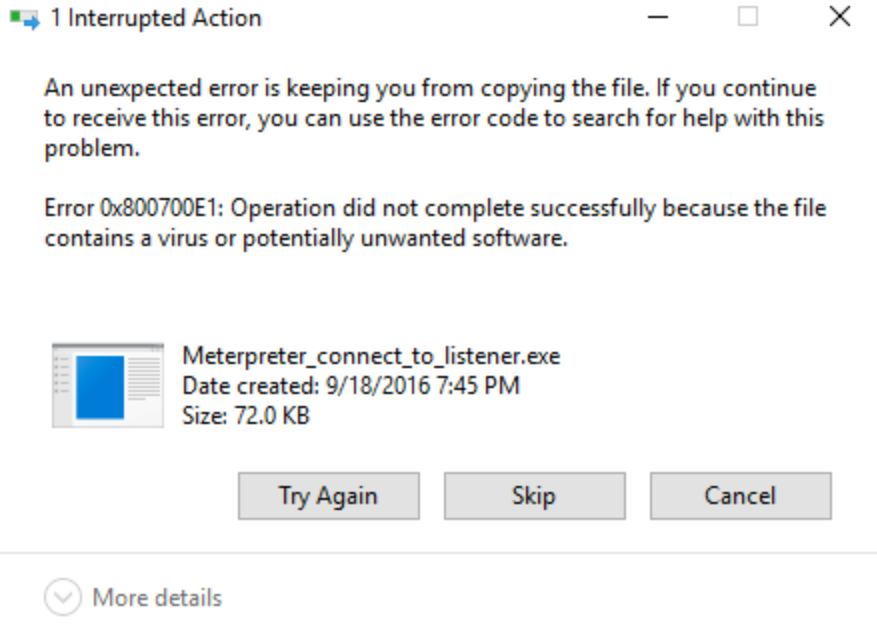 1 Interrupted Action
An unexpected error is keeping you from copying the file. If you continue
to receive this error, you can use the error code to search for help with this
problem.
Error 0x800700E1: Operation did not complete successfully because the file
contains a virus or potentially unwanted software.
Meterpreter_connect_to_listener.exe
Date created: 9/18/2016 7:45 PM
Size: 72.0 KB
Try Again Skip Cancel
More details